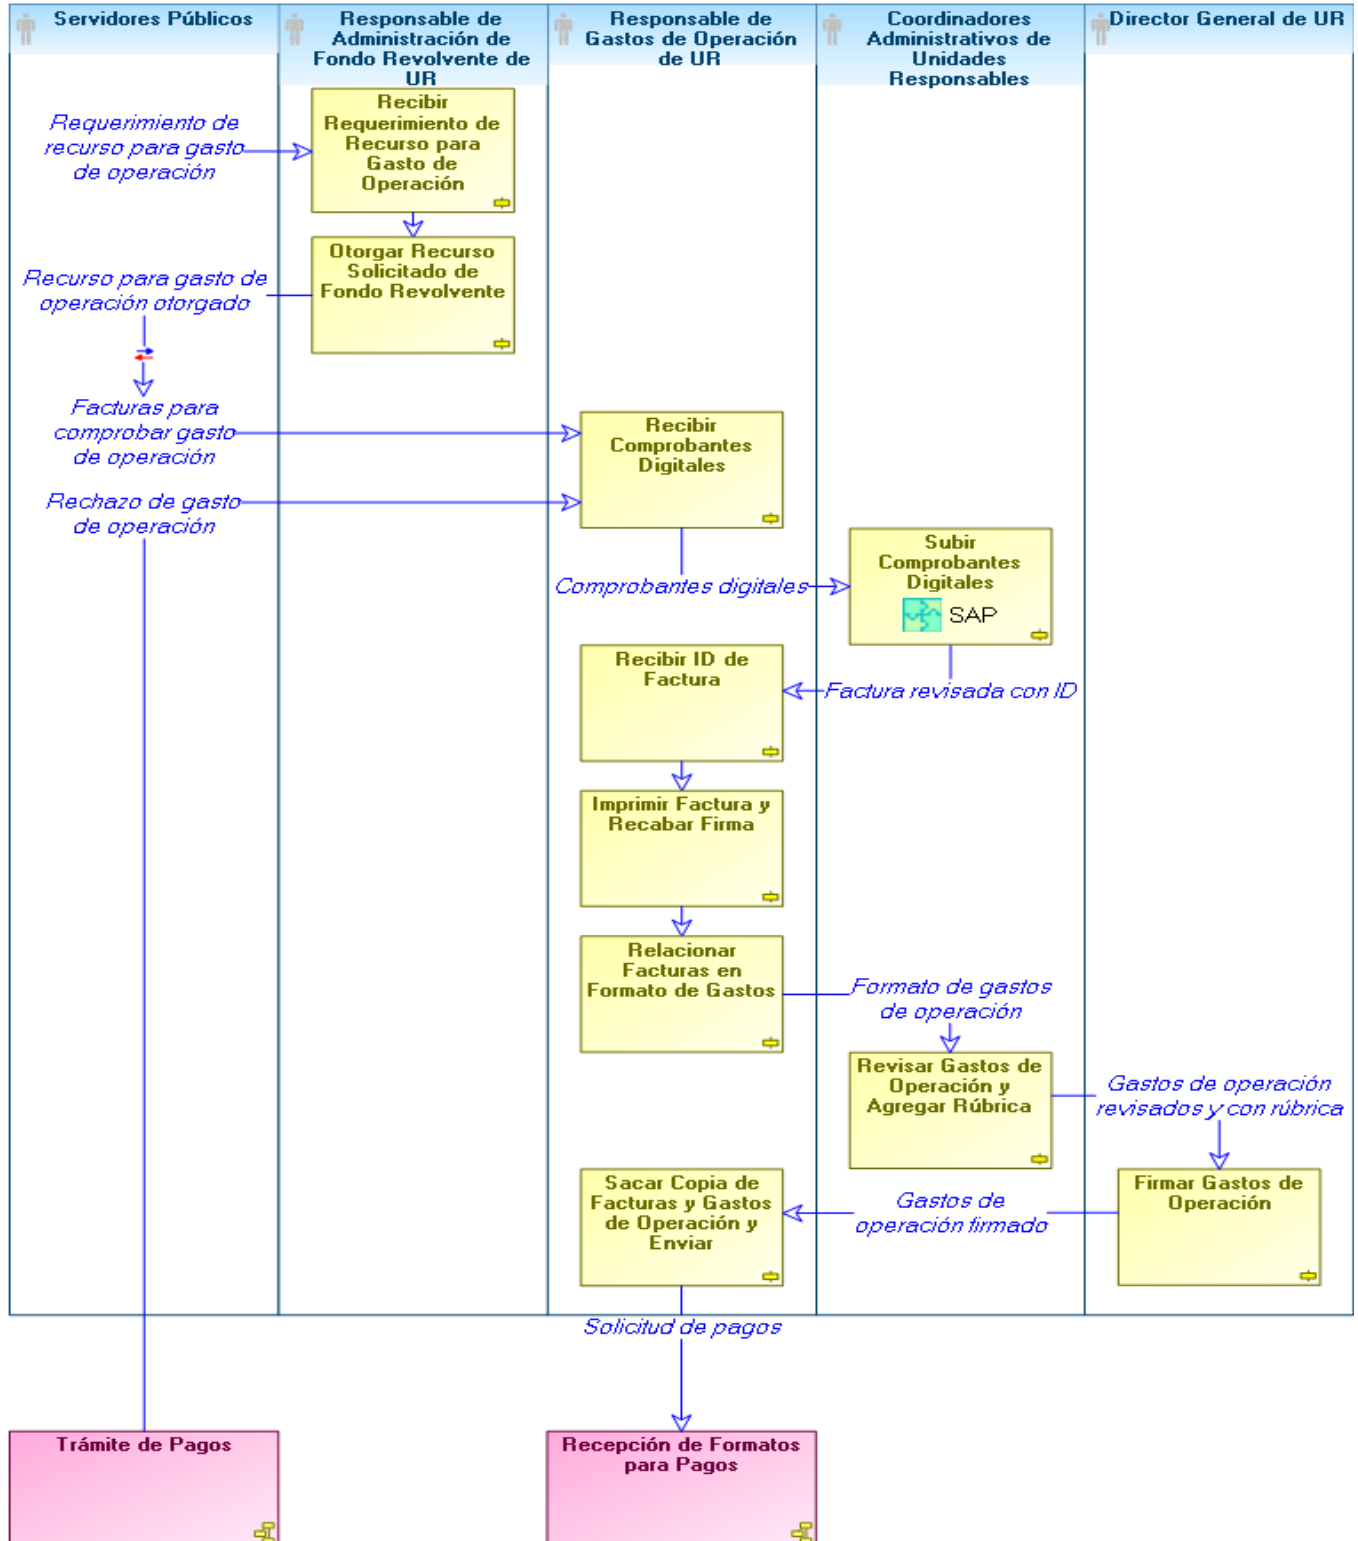 Servidores Públicos
Responsable de
Administración de
Fondo Revolvente de
UR
Responsable de
Gastos de Operación
de UR
Coordinadores
Administrativos de
Unidades
Responsables
Director General de UR
Requerimiento de
recurso para gasto
de operación
Recibir
Requerimiento de
Recurso para
Gasto de
Operación
Otorgar Recurso
Solicitado de
Fondo Revolvente
Recurso para gasto de
operación otorgado
Facturas para
comprobar gasto
de operación
Recibir
Comprobantes
Digitales
Rechazo de gasto
de operación
Comprobantes digitales
Subir
Comprobantes
Digitales
SAP
Recibir ID de
Factura
Factura revisada con ID
Imprimir Factura y
Recabar Firma
Relacionar
Facturas en
Formato de Gastos
Formato de gastos
de operación
Revisar Gastos de
Operación y
Agregar Rúbrica
Gastos de operación
revisados y con rúbrica
Firmar Gastos de
Operación
Gastos de
operación firmado
Sacar Copia de
Facturas y Gastos
de Operación y
Enviar
Solicitud de pagos
Trámite de Pagos
Recepción de Formatos
para Pagos